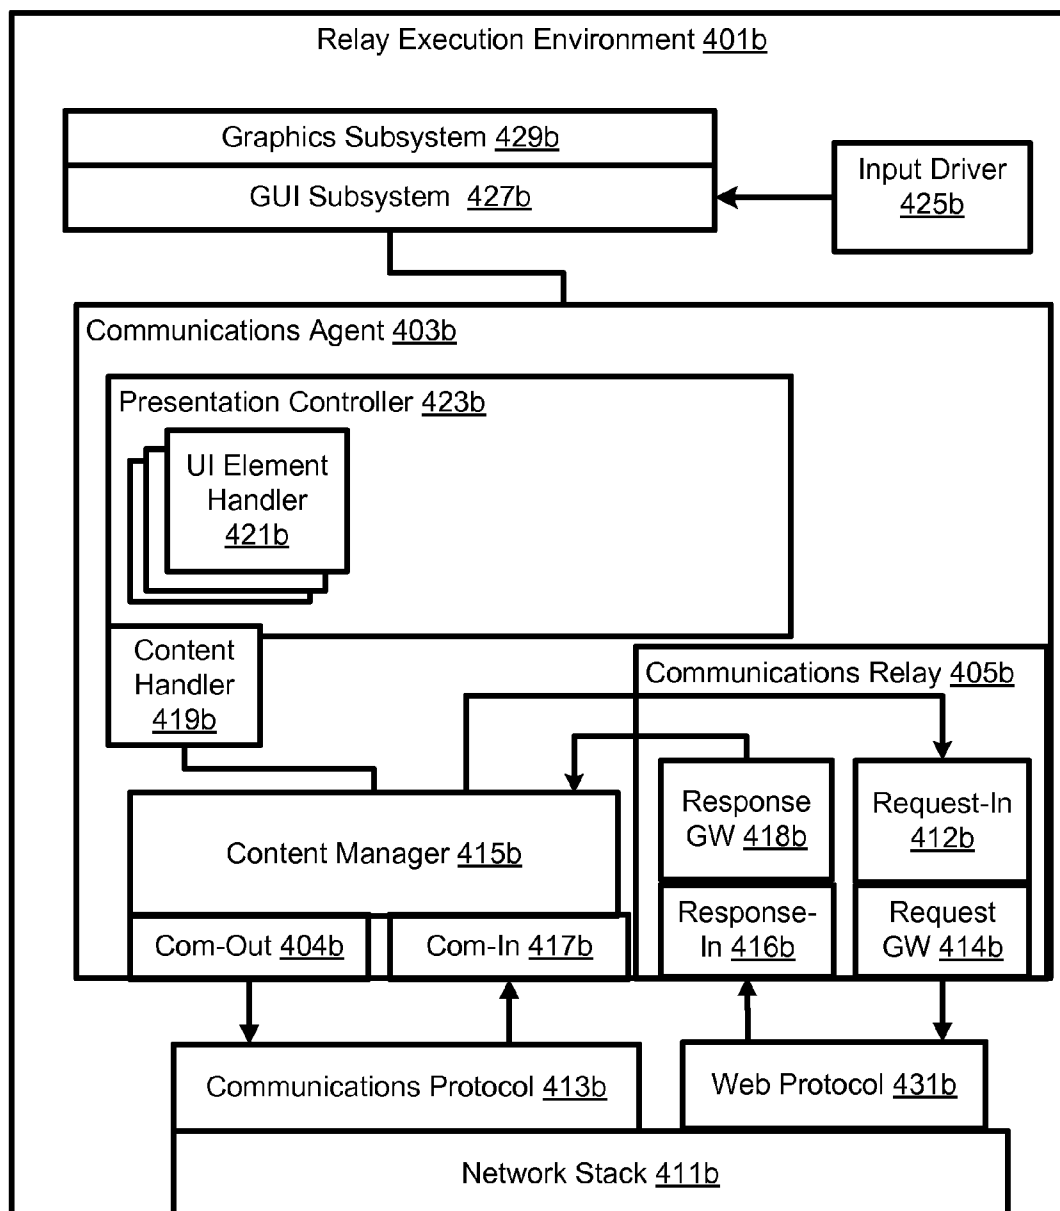 Relay Execution Environment 401b
Graphics Subsystem 429b
GUI Subsystem 427b
Input Driver
425b
Communications Agent 403b
Presentation Controller 423b
UI Element
Handler
421b
Content
Handler
419b
Communications Relay 405b
Response
GW 418b
Request-In
412b
Content Manager 415b
Response-
In 416b
Request
GW 414b
Com-Out 404b
Com-In 417b
Communications Protocol 413b
Web Protocol 431b
Network Stack 411b